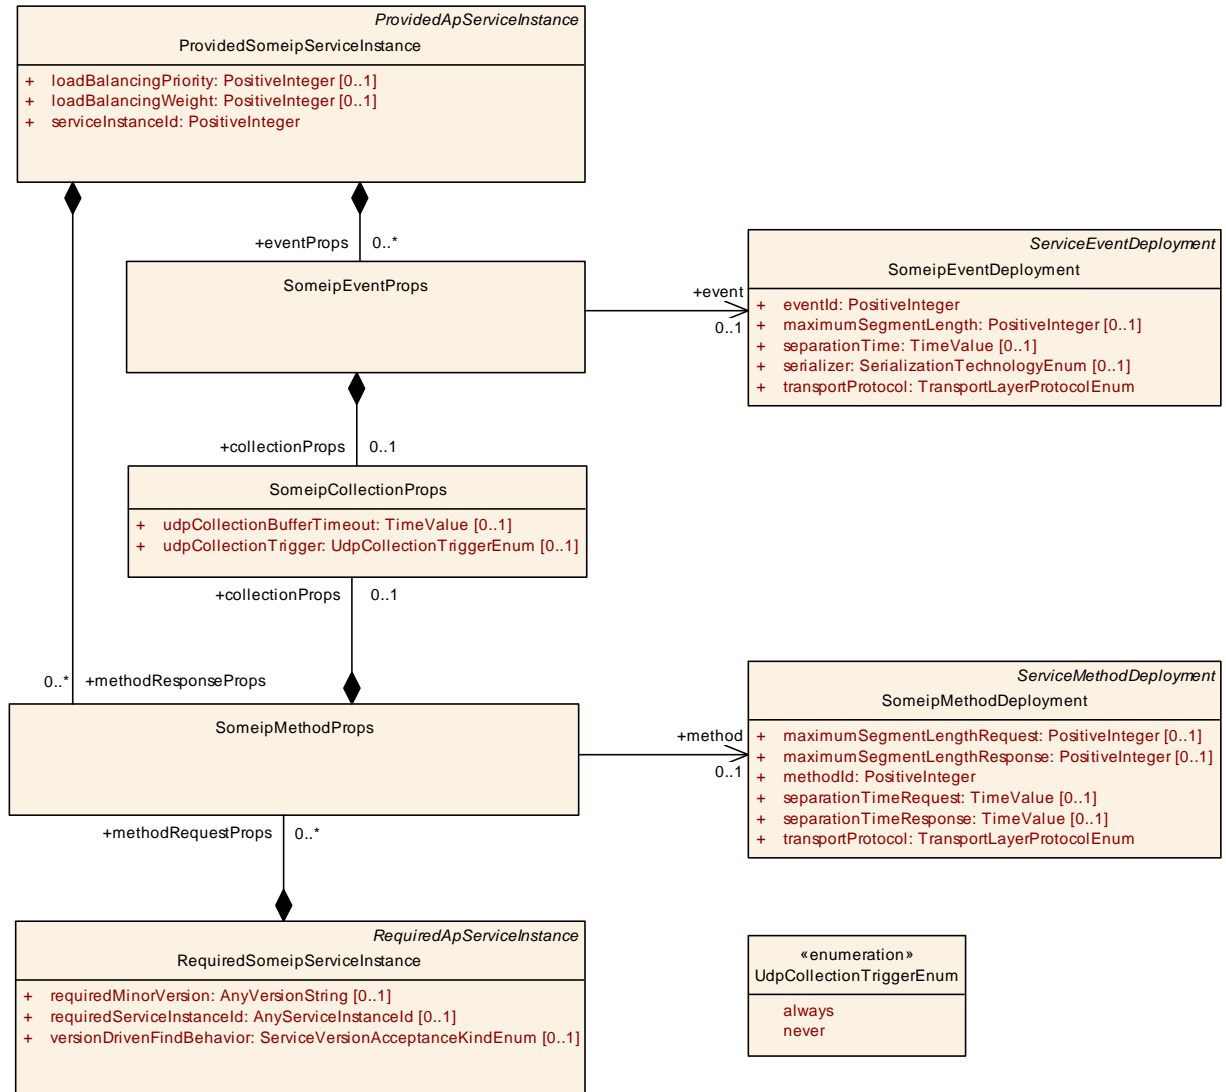 ProvidedApServiceInstance
ProvidedSomeipServiceInstance
+ loadBalancingPriority: PositiveInteger [0..1]
+ loadBalancingWeight: PositiveInteger [0..1]
+ serviceInstanceId: PositiveInteger
+eventProps 0..*
SomeipEventProps
+event
0..1
ServiceEventDeployment
SomeipEventDeployment
+ eventId: PositiveInteger
+ maximumSegmentLength: PositiveInteger [0..1]
+ separationTime: TimeValue [0..1]
+ serializer: SerializationTechnologyEnum [0..1]
+ transportProtocol: TransportLayerProtocolEnum
+collectionProps 0..1
SomeipCollectionProps
+ udpCollectionBufferTimeout: TimeValue [0..1]
+ udpCollectionTrigger: UdpCollectionTriggerEnum [0..1]
+collectionProps 0..1
0..* +methodResponseProps
SomeipMethodProps
+method
0..1
ServiceMethodDeployment
SomeipMethodDeployment
+ maximumSegmentLengthRequest: PositiveInteger [0..1]
+ maximumSegmentLengthResponse: PositiveInteger [0..1]
+ methodId: PositiveInteger
+ separationTimeRequest: TimeValue [0..1]
+ separationTimeResponse: TimeValue [0..1]
+ transportProtocol: TransportLayerProtocolEnum
+methodRequestProps 0..*
RequiredApServiceInstance
RequiredSomeipServiceInstance
+ requiredMinorVersion: AnyVersionString [0..1]
+ requiredServiceInstanceId: AnyServiceInstanceId [0..1]
+ versionDrivenFindBehavior: ServiceVersionAcceptanceKindEnum [0..1]
«enumeration»
UdpCollectionTriggerEnum
always
never